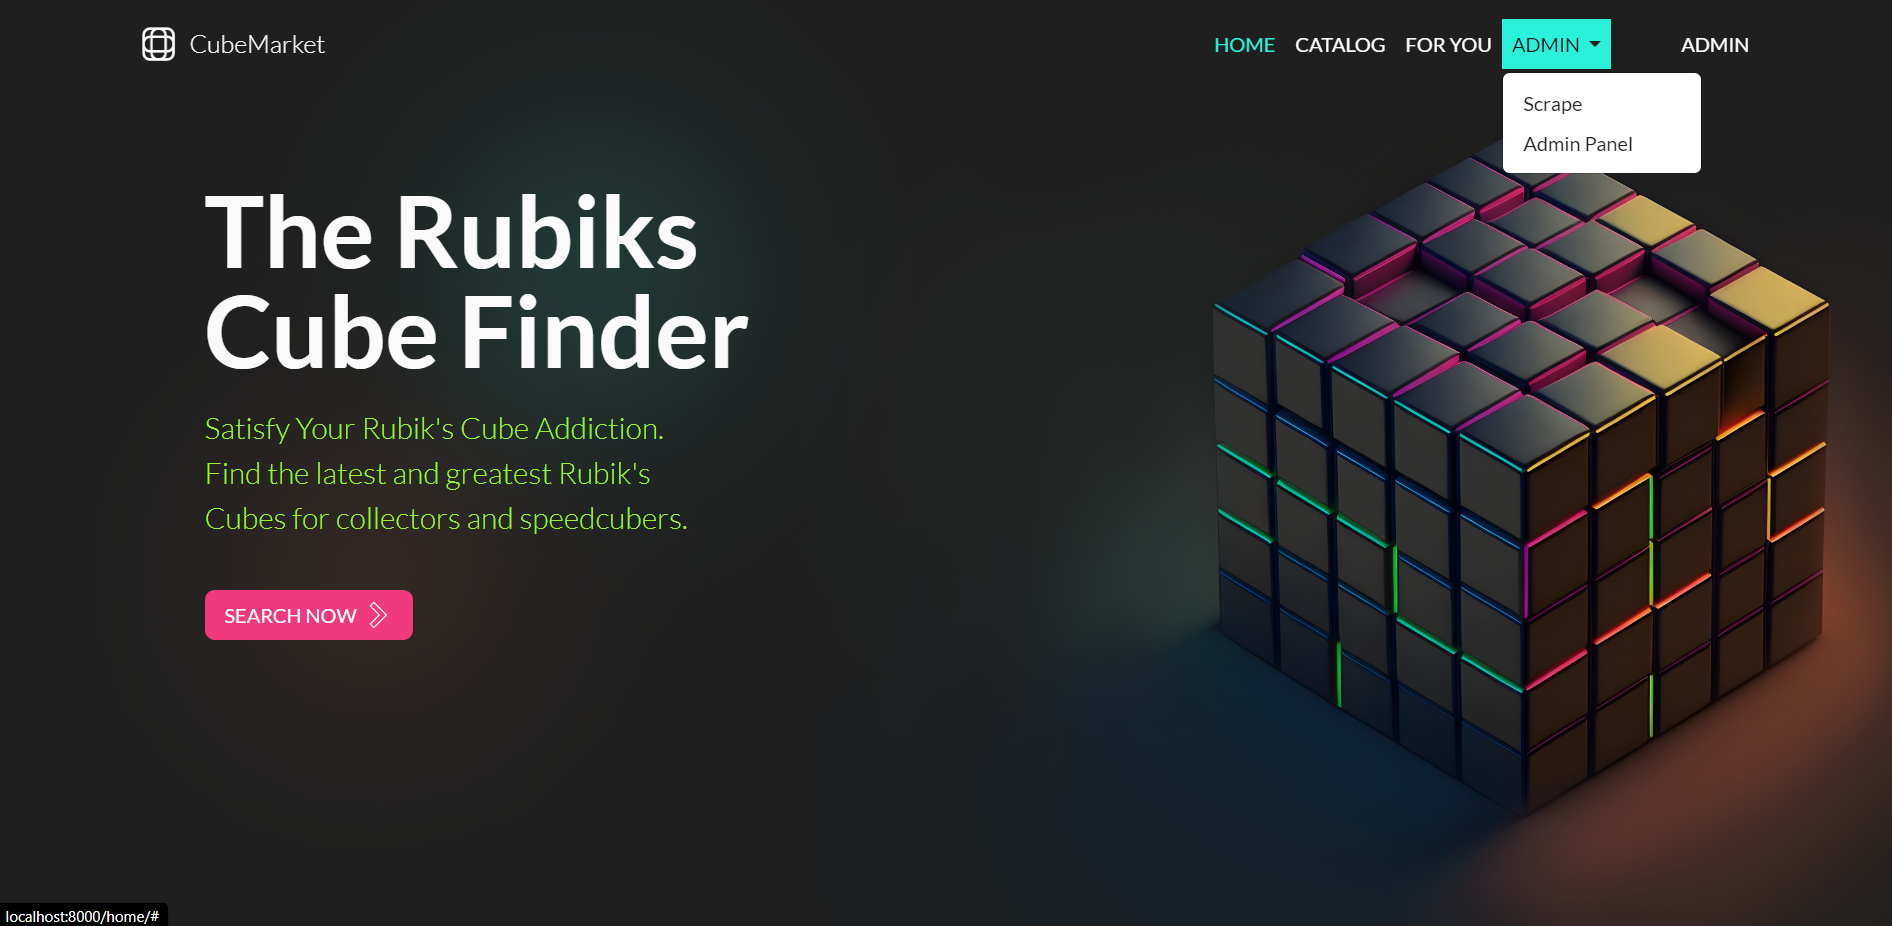 CubeMarket
HOME
CATALOG
FOR YOU
ADMIN
ADMIN
Scrape
Admin Panel
The Rubiks
Cube Finder
Satisfy Your Rubik's Cube Addiction.
Find the latest and greatest Rubik's
Cubes for collectors and speedcubers.
SEARCH NOW
localhost:8000/home/#